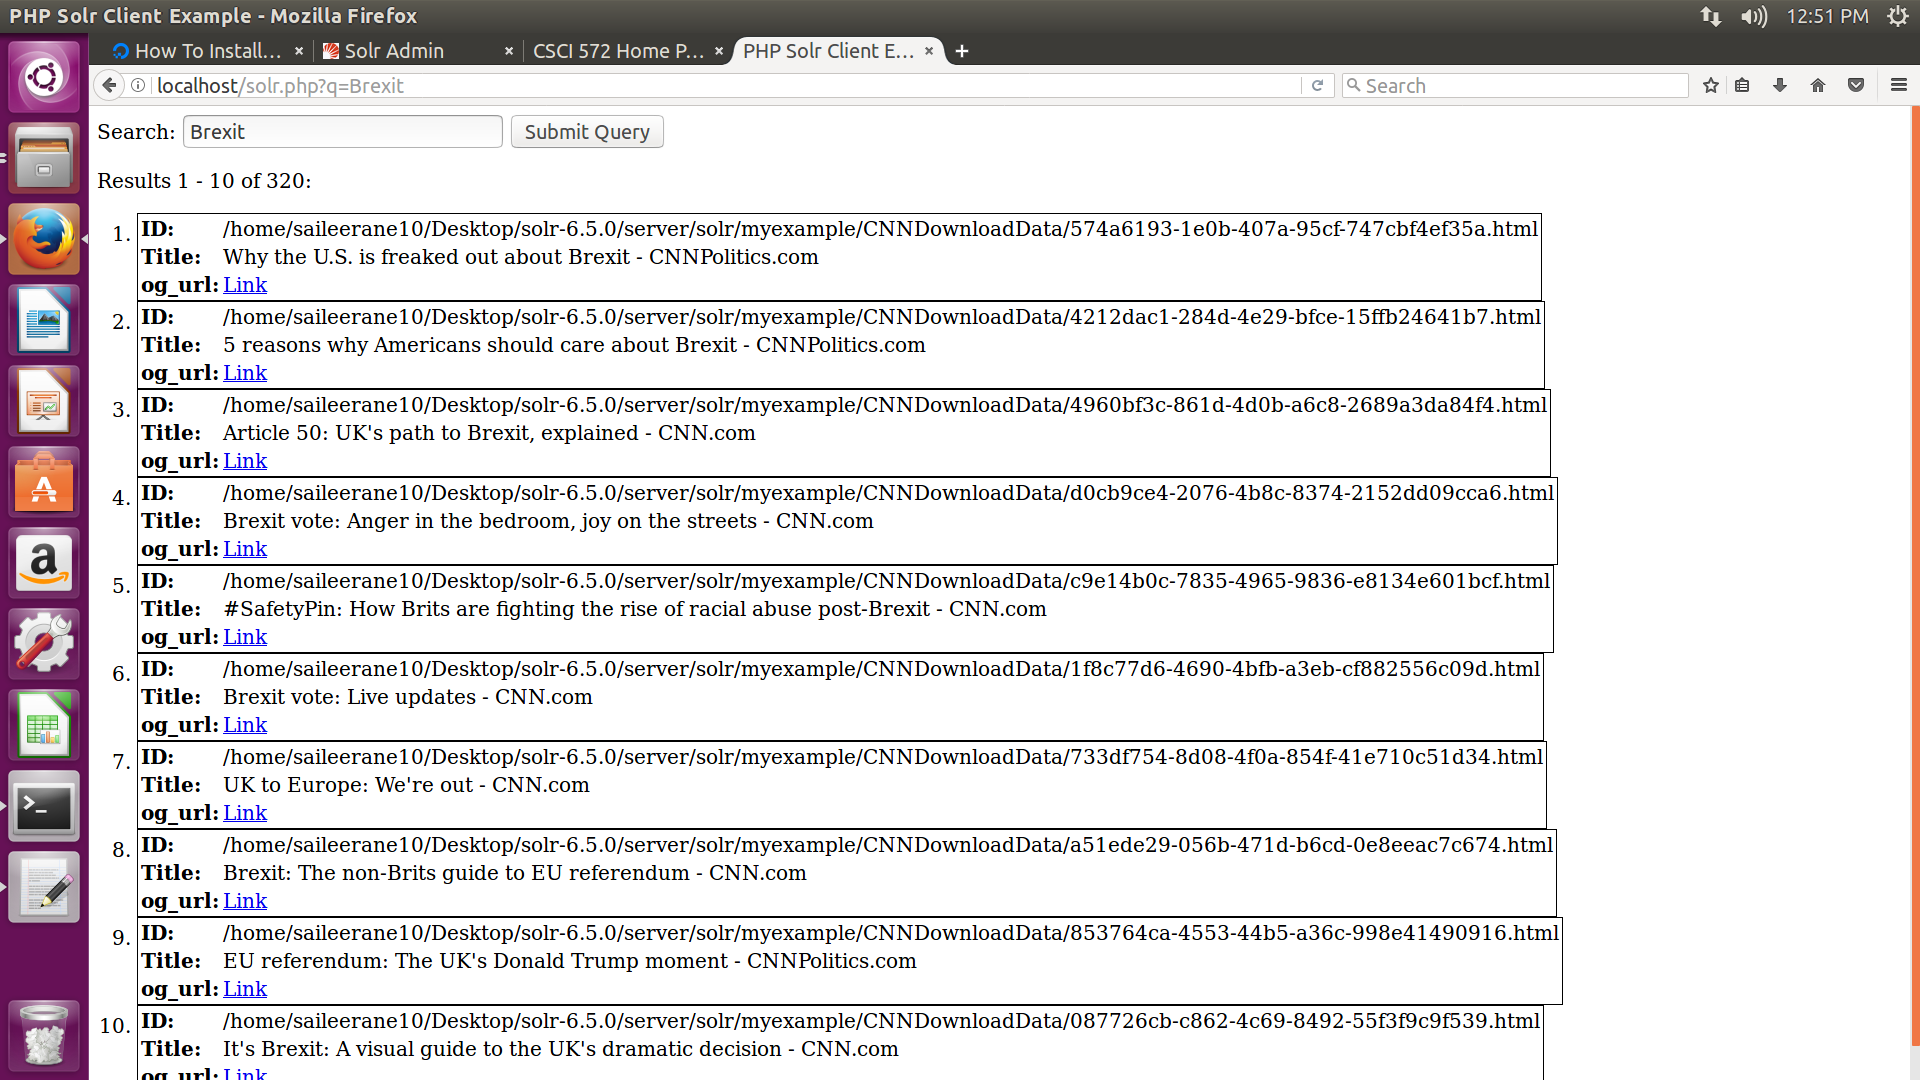 PHP Solr Client Example - Mozilla Firefox
12:51 PM
How To Install...
Solr Admin
CSCI 572 Home P...
PHP Solr Client E...
localhost/solr.php?q=Brexit
Search
Search: Brexit Submit Query
Results 1 - 10 of 320:
1. ID: /home/saileerane10/Desktop/solr-6.5.0/server/solr/myexample/CNNDownloadData/574a6193-1e0b-407a-95cf-747cbf4ef35a.html
Title: Why the U.S. is freaked out about Brexit - CNNPolitics.com
og_url: Link
2. ID: /home/saileerane10/Desktop/solr-6.5.0/server/solr/myexample/CNNDownloadData/4212dac1-284d-4e29-bfce-15ffb24641b7.html
Title: 5 reasons why Americans should care about Brexit - CNNPolitics.com
og_url: Link
3. ID: /home/saileerane10/Desktop/solr-6.5.0/server/solr/myexample/CNNDownloadData/4960bf3c-861d-4d0b-a6c8-2689a3da84f4.html
Title: Article 50: UK's path to Brexit, explained - CNN.com
og_url: Link
4. ID: /home/saileerane10/Desktop/solr-6.5.0/server/solr/myexample/CNNDownloadData/d0cb9ce4-2076-4b8c-8374-2152dd09cca6.html
Title: Brexit vote: Anger in the bedroom, joy on the streets - CNN.com
og_url: Link
5. ID: /home/saileerane10/Desktop/solr-6.5.0/server/solr/myexample/CNNDownloadData/c9e14b0c-7835-4965-9836-e8134e601bcf.html
Title: #SafetyPin: How Brits are fighting the rise of racial abuse post-Brexit - CNN.com
og_url: Link
6. ID: /home/saileerane10/Desktop/solr-6.5.0/server/solr/myexample/CNNDownloadData/1f8c77d6-4690-4bfb-a3eb-cf882556c09d.html
Title: Brexit vote: Live updates - CNN.com
og_url: Link
7. ID: /home/saileerane10/Desktop/solr-6.5.0/server/solr/myexample/CNNDownloadData/733df754-8d08-4f0a-854f-41e710c51d34.html
Title: UK to Europe: We're out - CNN.com
og_url: Link
8. ID: /home/saileerane10/Desktop/solr-6.5.0/server/solr/myexample/CNNDownloadData/a51ede29-056b-471d-b6cd-0e8eeac7c674.html
Title: Brexit: The non-Brits guide to EU referendum - CNN.com
og_url: Link
9. ID: /home/saileerane10/Desktop/solr-6.5.0/server/solr/myexample/CNNDownloadData/853764ca-4553-44b5-a36c-998e41490916.html
Title: EU referendum: The UK's Donald Trump moment - CNNPolitics.com
og_url: Link
10. ID: /home/saileerane10/Desktop/solr-6.5.0/server/solr/myexample/CNNDownloadData/087726cb-c862-4c69-8492-55f3f9c9f539.html
Title: It's Brexit: A visual guide to the UK's dramatic decision - CNN.com
og_url: Link